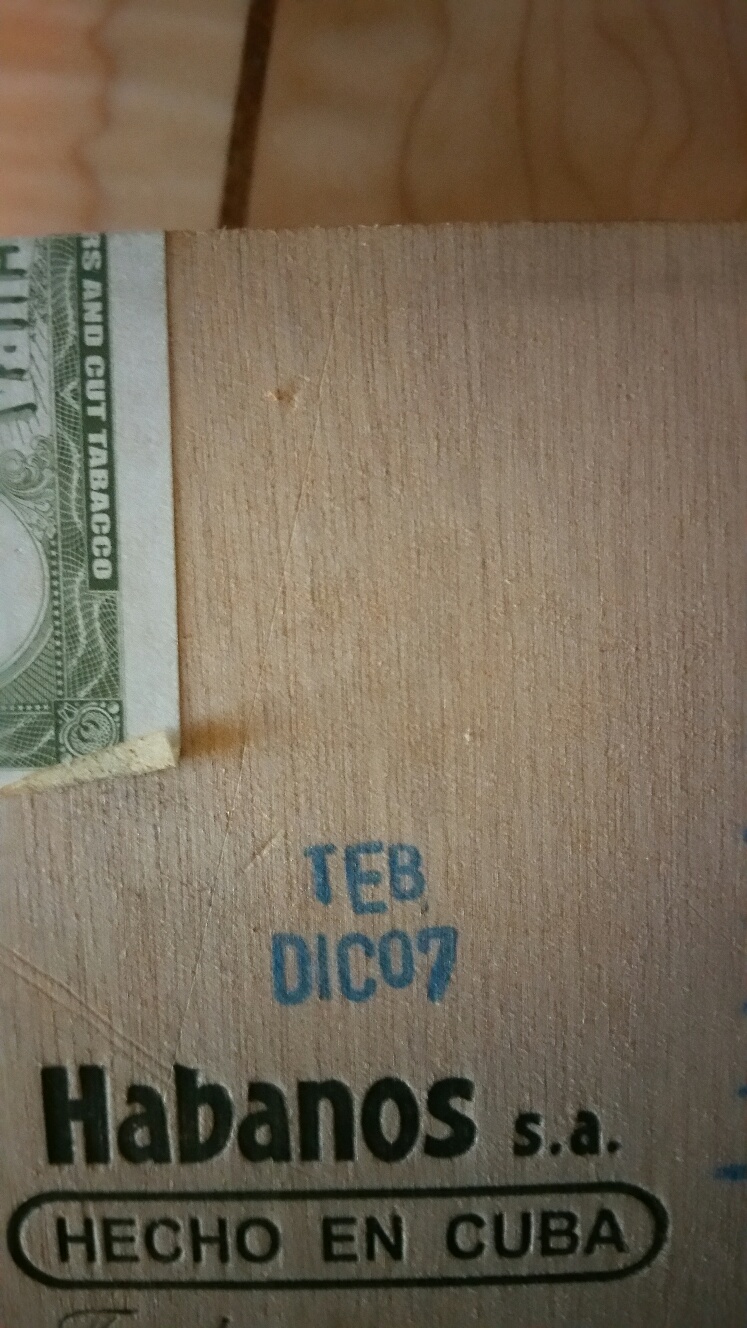 RS AND CUT TABACCO
TEB
DIC07
Habanos s.a.
HECHO EN CUBA